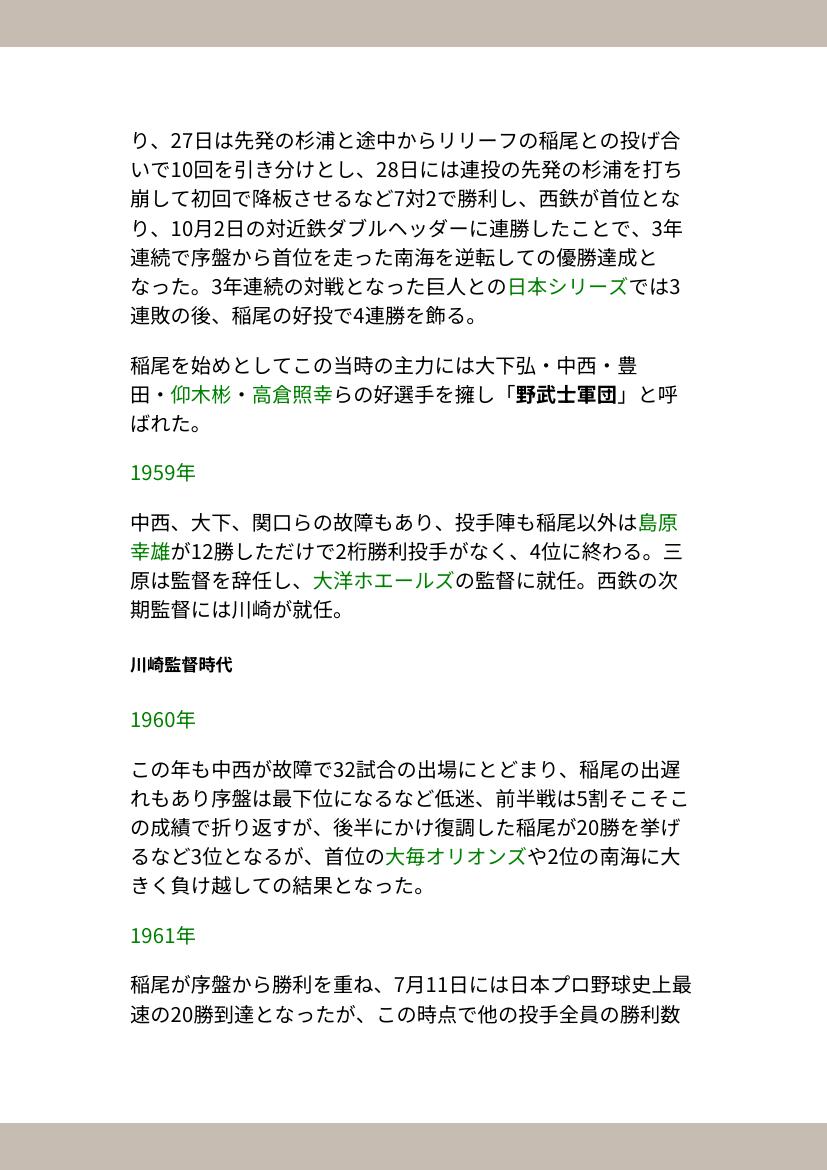 り、27日は先発の杉浦と途中からリリーフの稲尾との投げ合
いで10回を引き分けとし、28日には連投の先発の杉浦を打ち
崩して初回で降板させるなど7対2で勝利し、西鉄が首位とな
り、10月2日の対近鉄ダブルヘッダーに連勝したことで、3年
連続で序盤から首位を走った南海を逆転しての優勝達成と
なった。3年連続の対戦となった巨人との日本シリーズでは3
連敗の後、稲尾の好投で4連勝を飾る。
稲尾を始めとしてこの当時の主力には大下弘・中西・豊
田・仰木彬・高倉照幸らの好選手を擁し「野武士軍団」と呼
ばれた。
1959年
中西、大下、関口らの故障もあり、投手陣も稲尾以外は島原
幸雄が12勝しただけで2桁勝利投手がなく、4位に終わる。三
原は監督を辞任し、大洋ホエールズの監督に就任。西鉄の次
期監督には川崎が就任。
川崎監督時代
1960年
この年も中西が故障で32試合の出場にとどまり、稲尾の出遅
れもあり序盤は最下位になるなど低迷、前半戦は5割そこそこ
の成績で折り返すが、後半にかけ復調した稲尾が20勝を挙げ
るなど3位となるが、首位の大毎オリオンズや2位の南海に大
きく負け越しての結果となった。
1961年
稲尾が序盤から勝利を重ね、7月11日には日本プロ野球史上最
速の20勝到達となったが、この時点で他の投手全員の勝利数